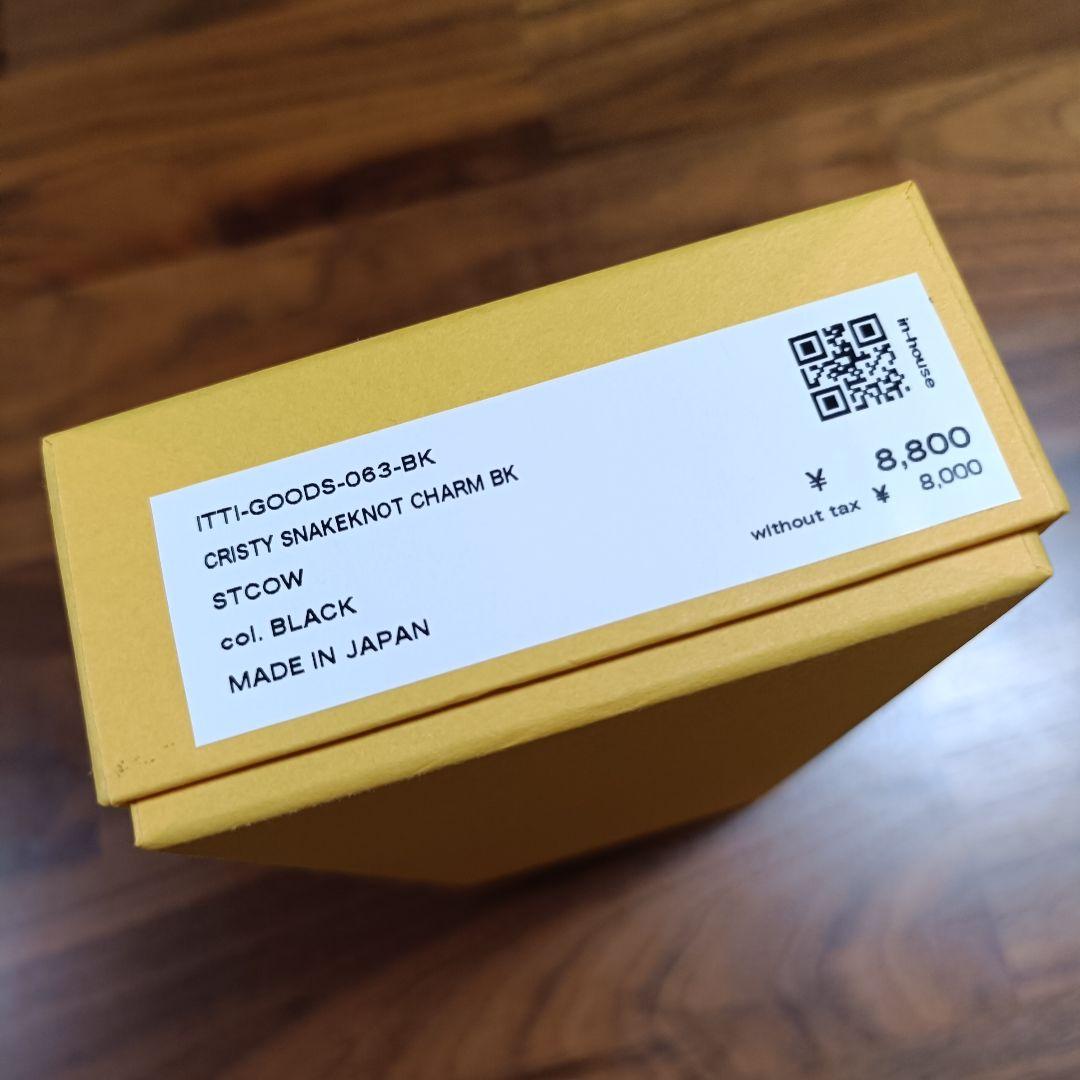 ITTI-GOODS-063-BK
CRISTY SNAKEKNOT CHARM BK
STCOW
col. BLACK
MADE IN JAPAN
in-house
¥ 8,800
without tax ¥ 8,000